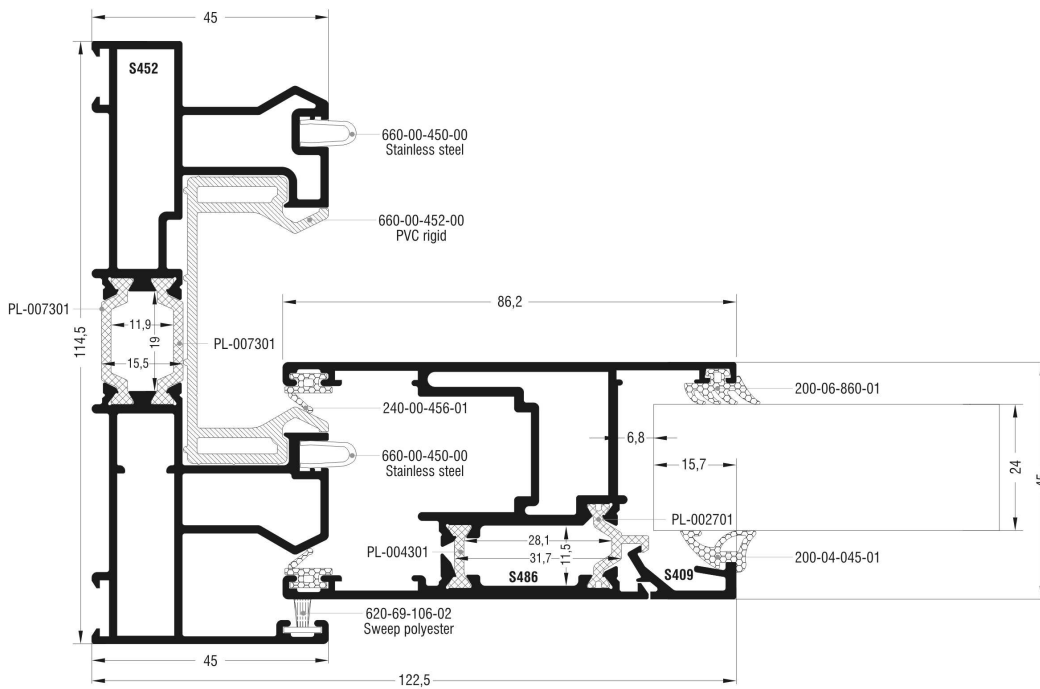 45
S452
660-00-450-00
Stainless steel
660-00-452-00
PVC rigid
PL-007301
114,5
11,9
19
15,5
PL-007301
86,2
240-00-456-01
200-06-860-01
6,8
15,7
24
45
660-00-450-00
Stainless steel
PL-002701
PL-004301
28,1
31,7
11,5
S486
S409
200-04-045-01
620-69-106-02
Sweep polyester
45
122,5